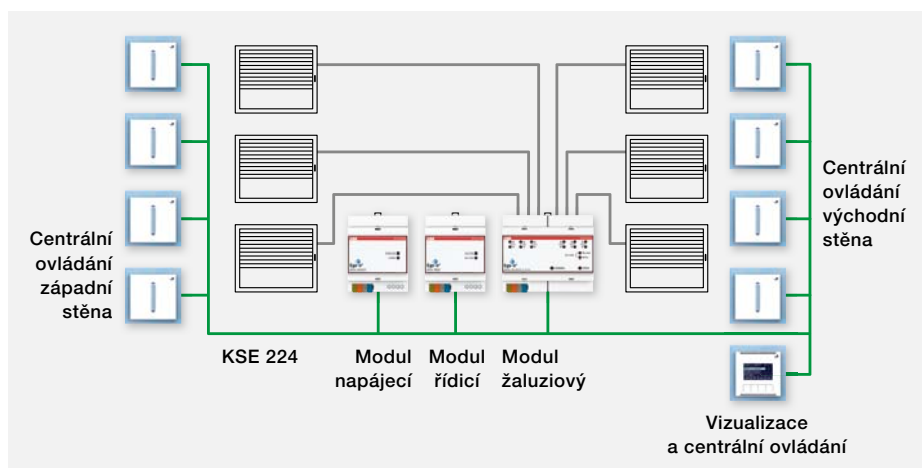 Centrální
ovládání
západní
stěna
Centrální
ovládání
východní
stěna
KSE 224
Modul
napájecí
Modul
řídicí
Modul
žaluziový
Vizualizace
a centrální ovládání